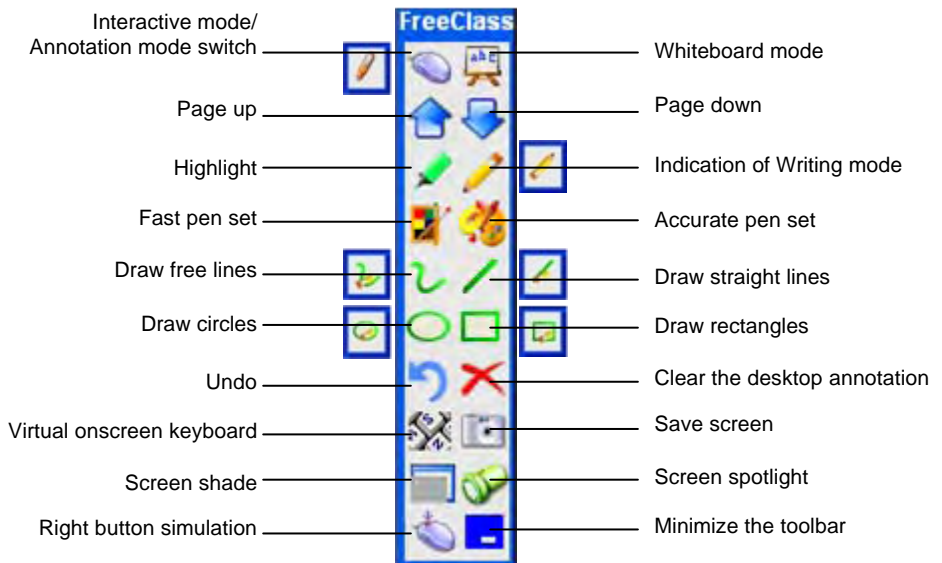 FreeClass
Interactive mode/
Annotation mode switch
Whiteboard mode
Page up
Page down
Highlight
Indication of Writing mode
Fast pen set
Accurate pen set
Draw free lines
Draw straight lines
Draw circles
Draw rectangles
Undo
Clear the desktop annotation
Virtual onscreen keyboard
Save screen
Screen shade
Screen spotlight
Right button simulation
Minimize the toolbar